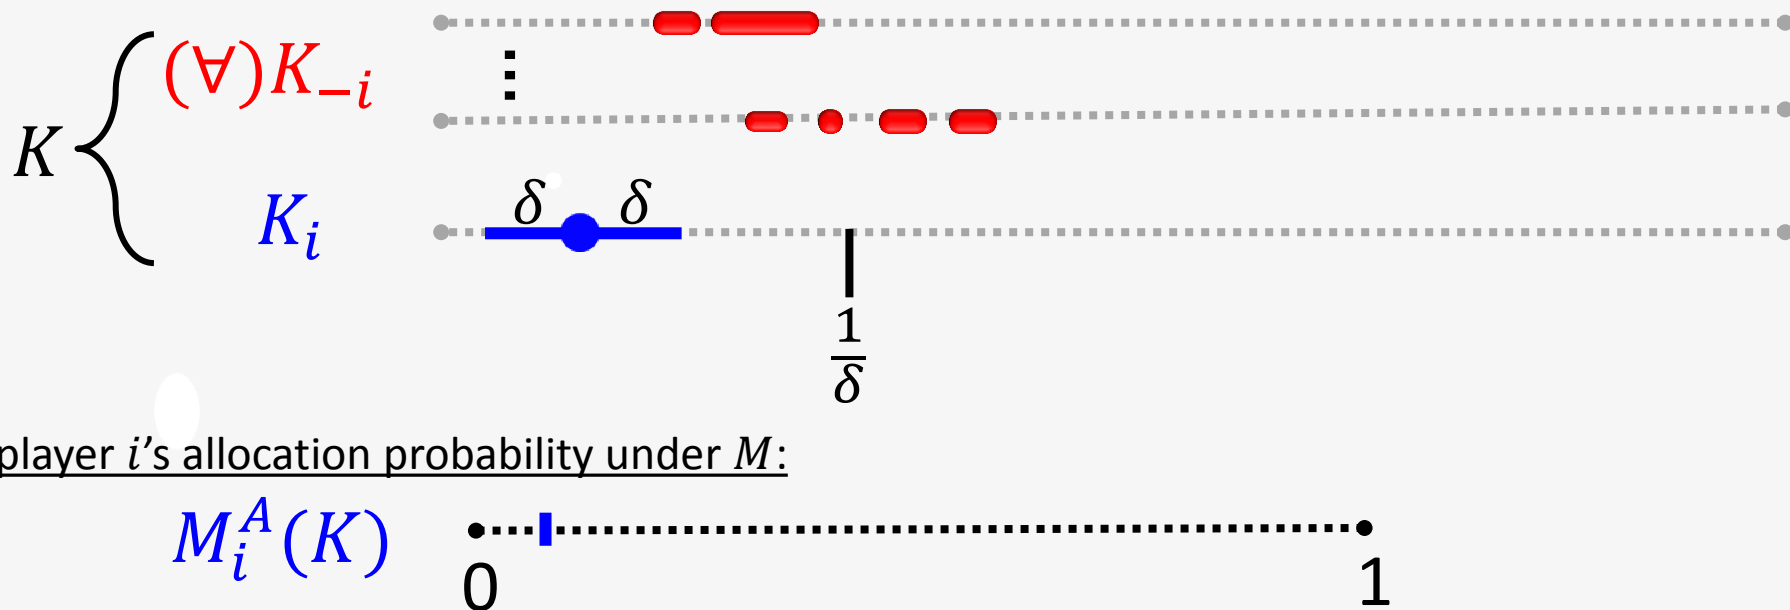 (∀)K₋ᵢ
⋮
K
δ δ
Kᵢ
1/δ
player i's allocation probability under M:
Mᵢᴬ(K)
0 1